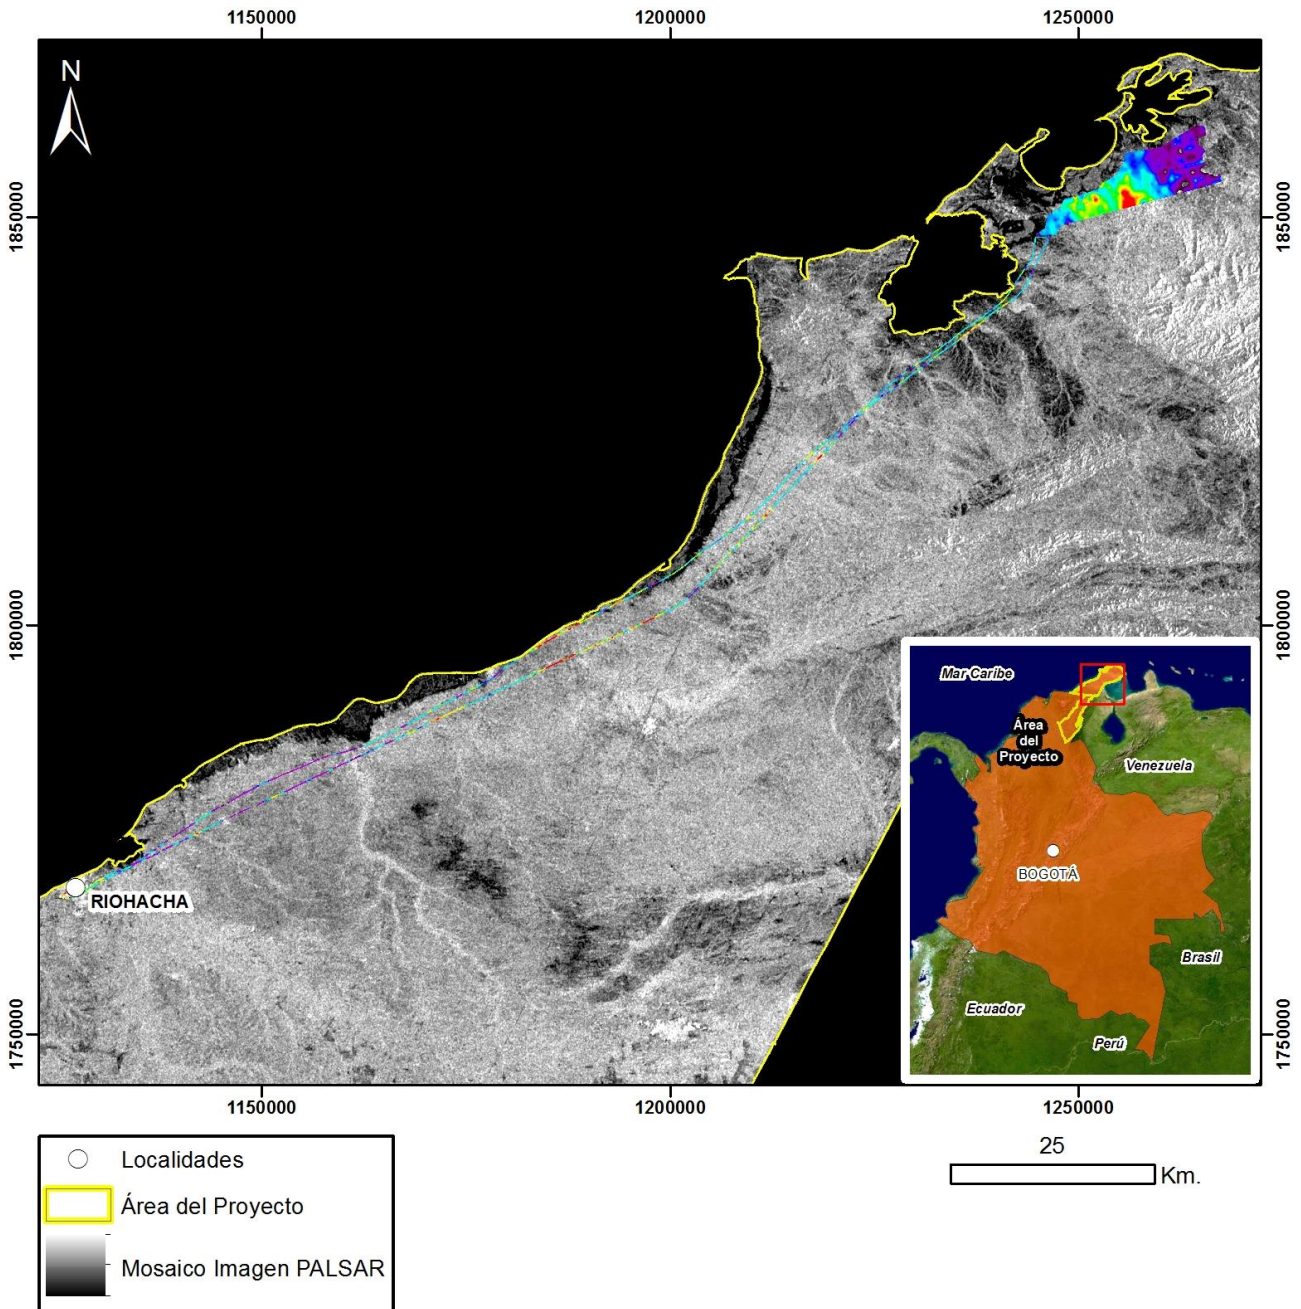 1150000
1200000
1250000
N
1850000
1850000
1800000
1800000
1750000
1750000
RIOHACHA
Mar Caribe
Área
del
Proyecto
Venezuela
BOGOTÁ
Brasil
Ecuador
Perú
1150000
1200000
1250000
Localidades
Área del Proyecto
Mosaico Imagen PALSAR
25
Km.